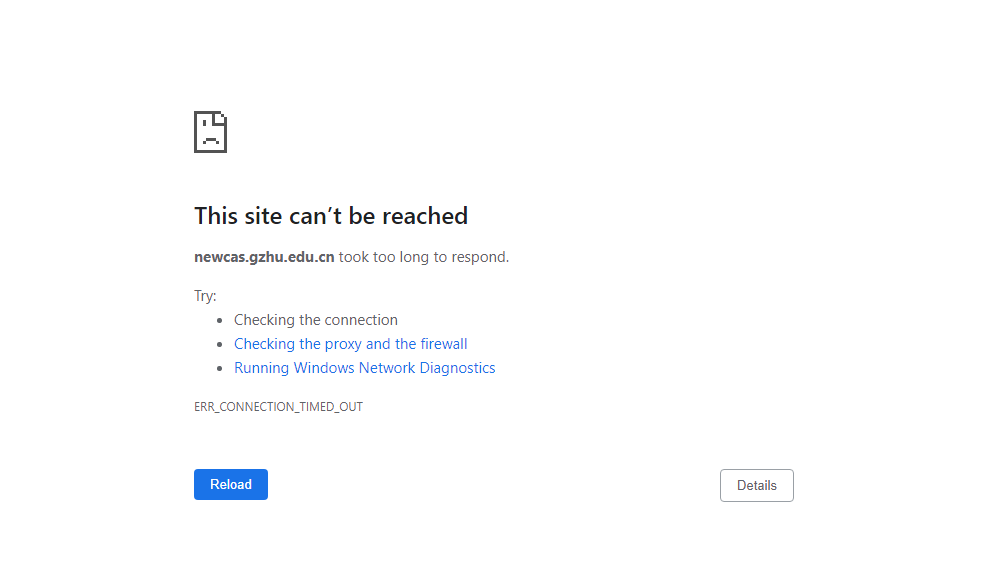 This site can’t be reached
newcas.gzhu.edu.cn took too long to respond.
Try:
Checking the connection
Checking the proxy and the firewall
Running Windows Network Diagnostics
ERR_CONNECTION_TIMED_OUT
Reload
Details